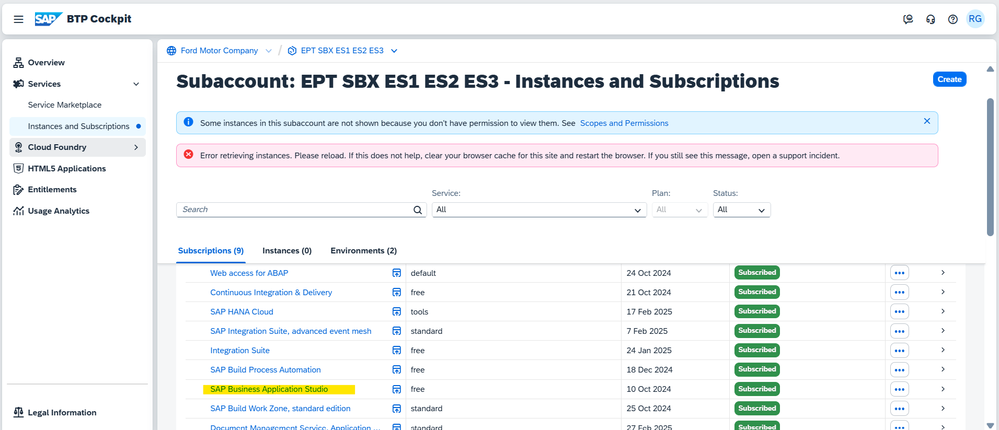 SAP BTP Cockpit
RG
Overview
Services
Service Marketplace
Instances and Subscriptions
Cloud Foundry
HTML5 Applications
Entitlements
Usage Analytics
Legal Information
Ford Motor Company / EPT SBX ES1 ES2 ES3
Subaccount: EPT SBX ES1 ES2 ES3 - Instances and Subscriptions
Create
Some instances in this subaccount are not shown because you don't have permission to view them. See Scopes and Permissions
Error retrieving instances. Please reload. If this does not help, clear your browser cache for this site and restart the browser. If you still see this message, open a support incident.
Service: Plan: Status:
Search All All All
Subscriptions (9) Instances (0) Environments (2)
Web access for ABAP default 24 Oct 2024 Subscribed
Continuous Integration & Delivery free 21 Oct 2024 Subscribed
SAP HANA Cloud tools 17 Feb 2025 Subscribed
SAP Integration Suite, advanced event mesh standard 7 Feb 2025 Subscribed
Integration Suite free 24 Jan 2025 Subscribed
SAP Build Process Automation free 18 Dec 2024 Subscribed
SAP Business Application Studio free 10 Oct 2024 Subscribed
SAP Build Work Zone, standard edition standard 25 Oct 2024 Subscribed
Document Management Service, Application ... standard 27 Feb 2025 Subscribed